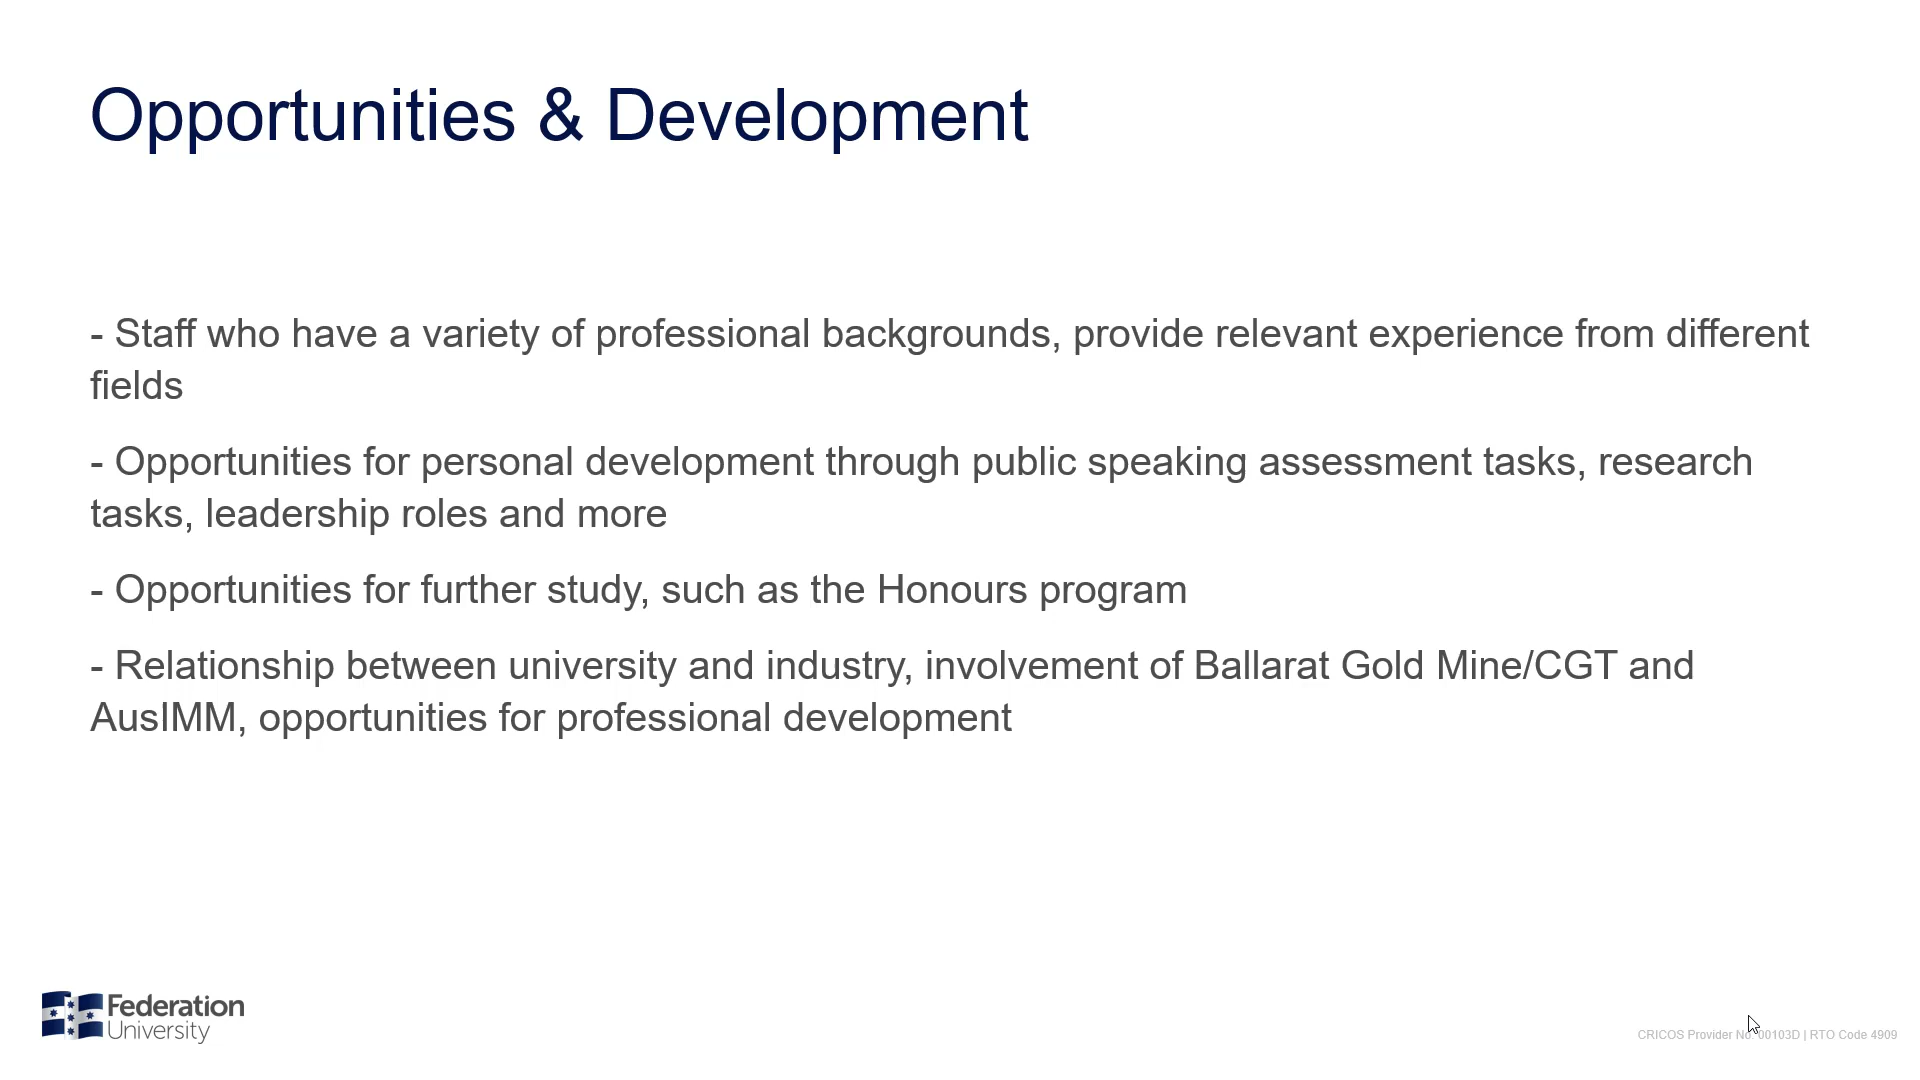 Opportunities & Development
- Staff who have a variety of professional backgrounds, provide relevant experience from different
fields
- Opportunities for personal development through public speaking assessment tasks, research
tasks, leadership roles and more
- Opportunities for further study, such as the Honours program
- Relationship between university and industry, involvement of Ballarat Gold Mine/CGT and
AusIMM, opportunities for professional development
Federation
University
CRICOS Provider No. 00103D | RTO Code 4909